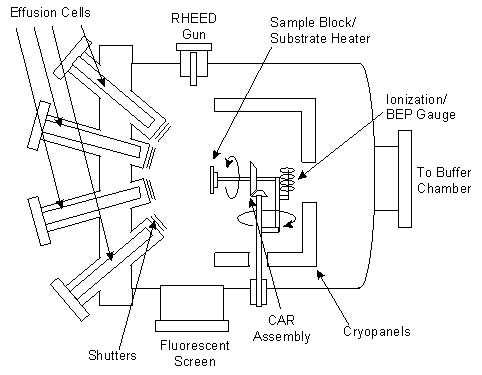 Effusion Cells
RHEED
Gun
Sample Block/
Substrate Heater
Ionization/
BEP Gauge
To Buffer
Chamber
Shutters
Fluorescent
Screen
CAR
Assembly
Cryopanels